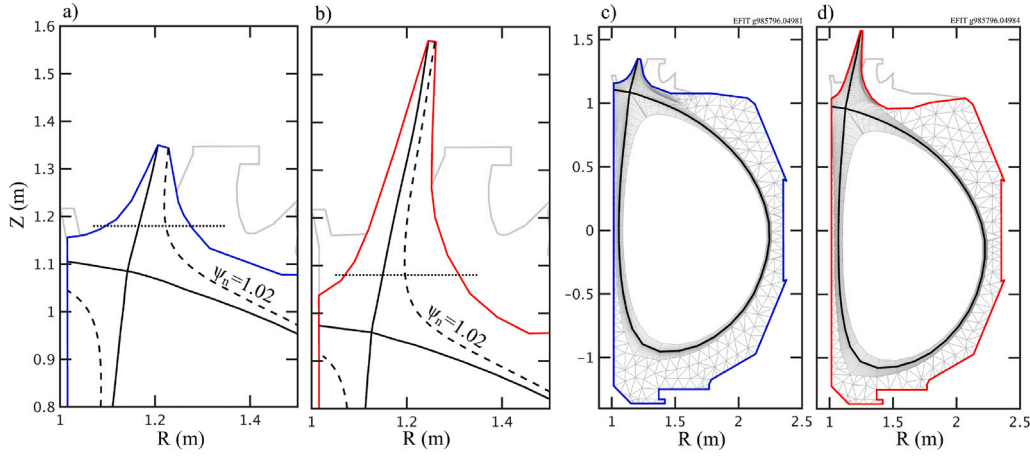 a)
b)
c)
d)
EFIT g985796.04981
EFIT g985796.04984
1.6
1.5
1.4
1.3
1.2
1.1
1
0.9
0.8
Z (m)
ψn=1.02
ψn=1.02
1.5
1
0.5
0
−0.5
−1
1 1.2 1.4
1 1.2 1.4
1 1.5 2 2.5
1 1.5 2 2.5
R (m)
R (m)
R (m)
R (m)